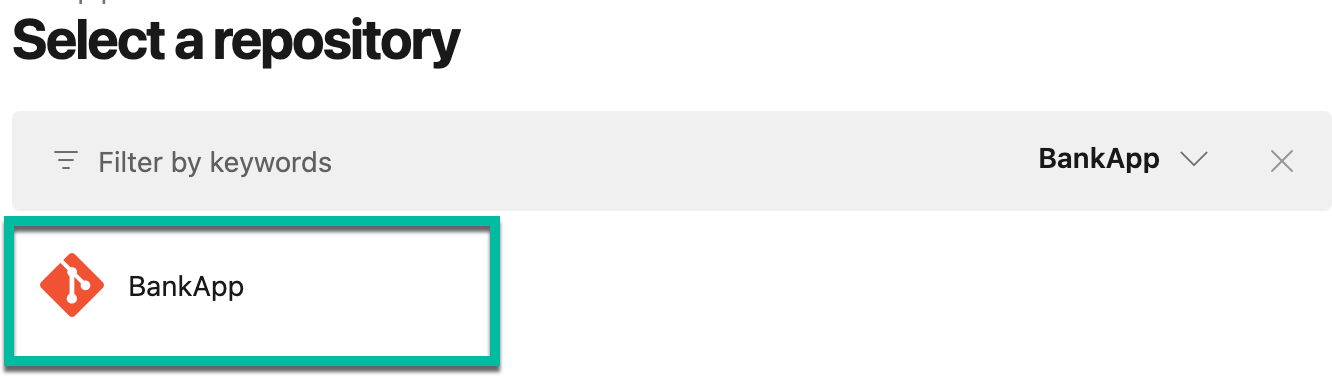 Select a repository
Filter by keywords
BankApp
BankApp